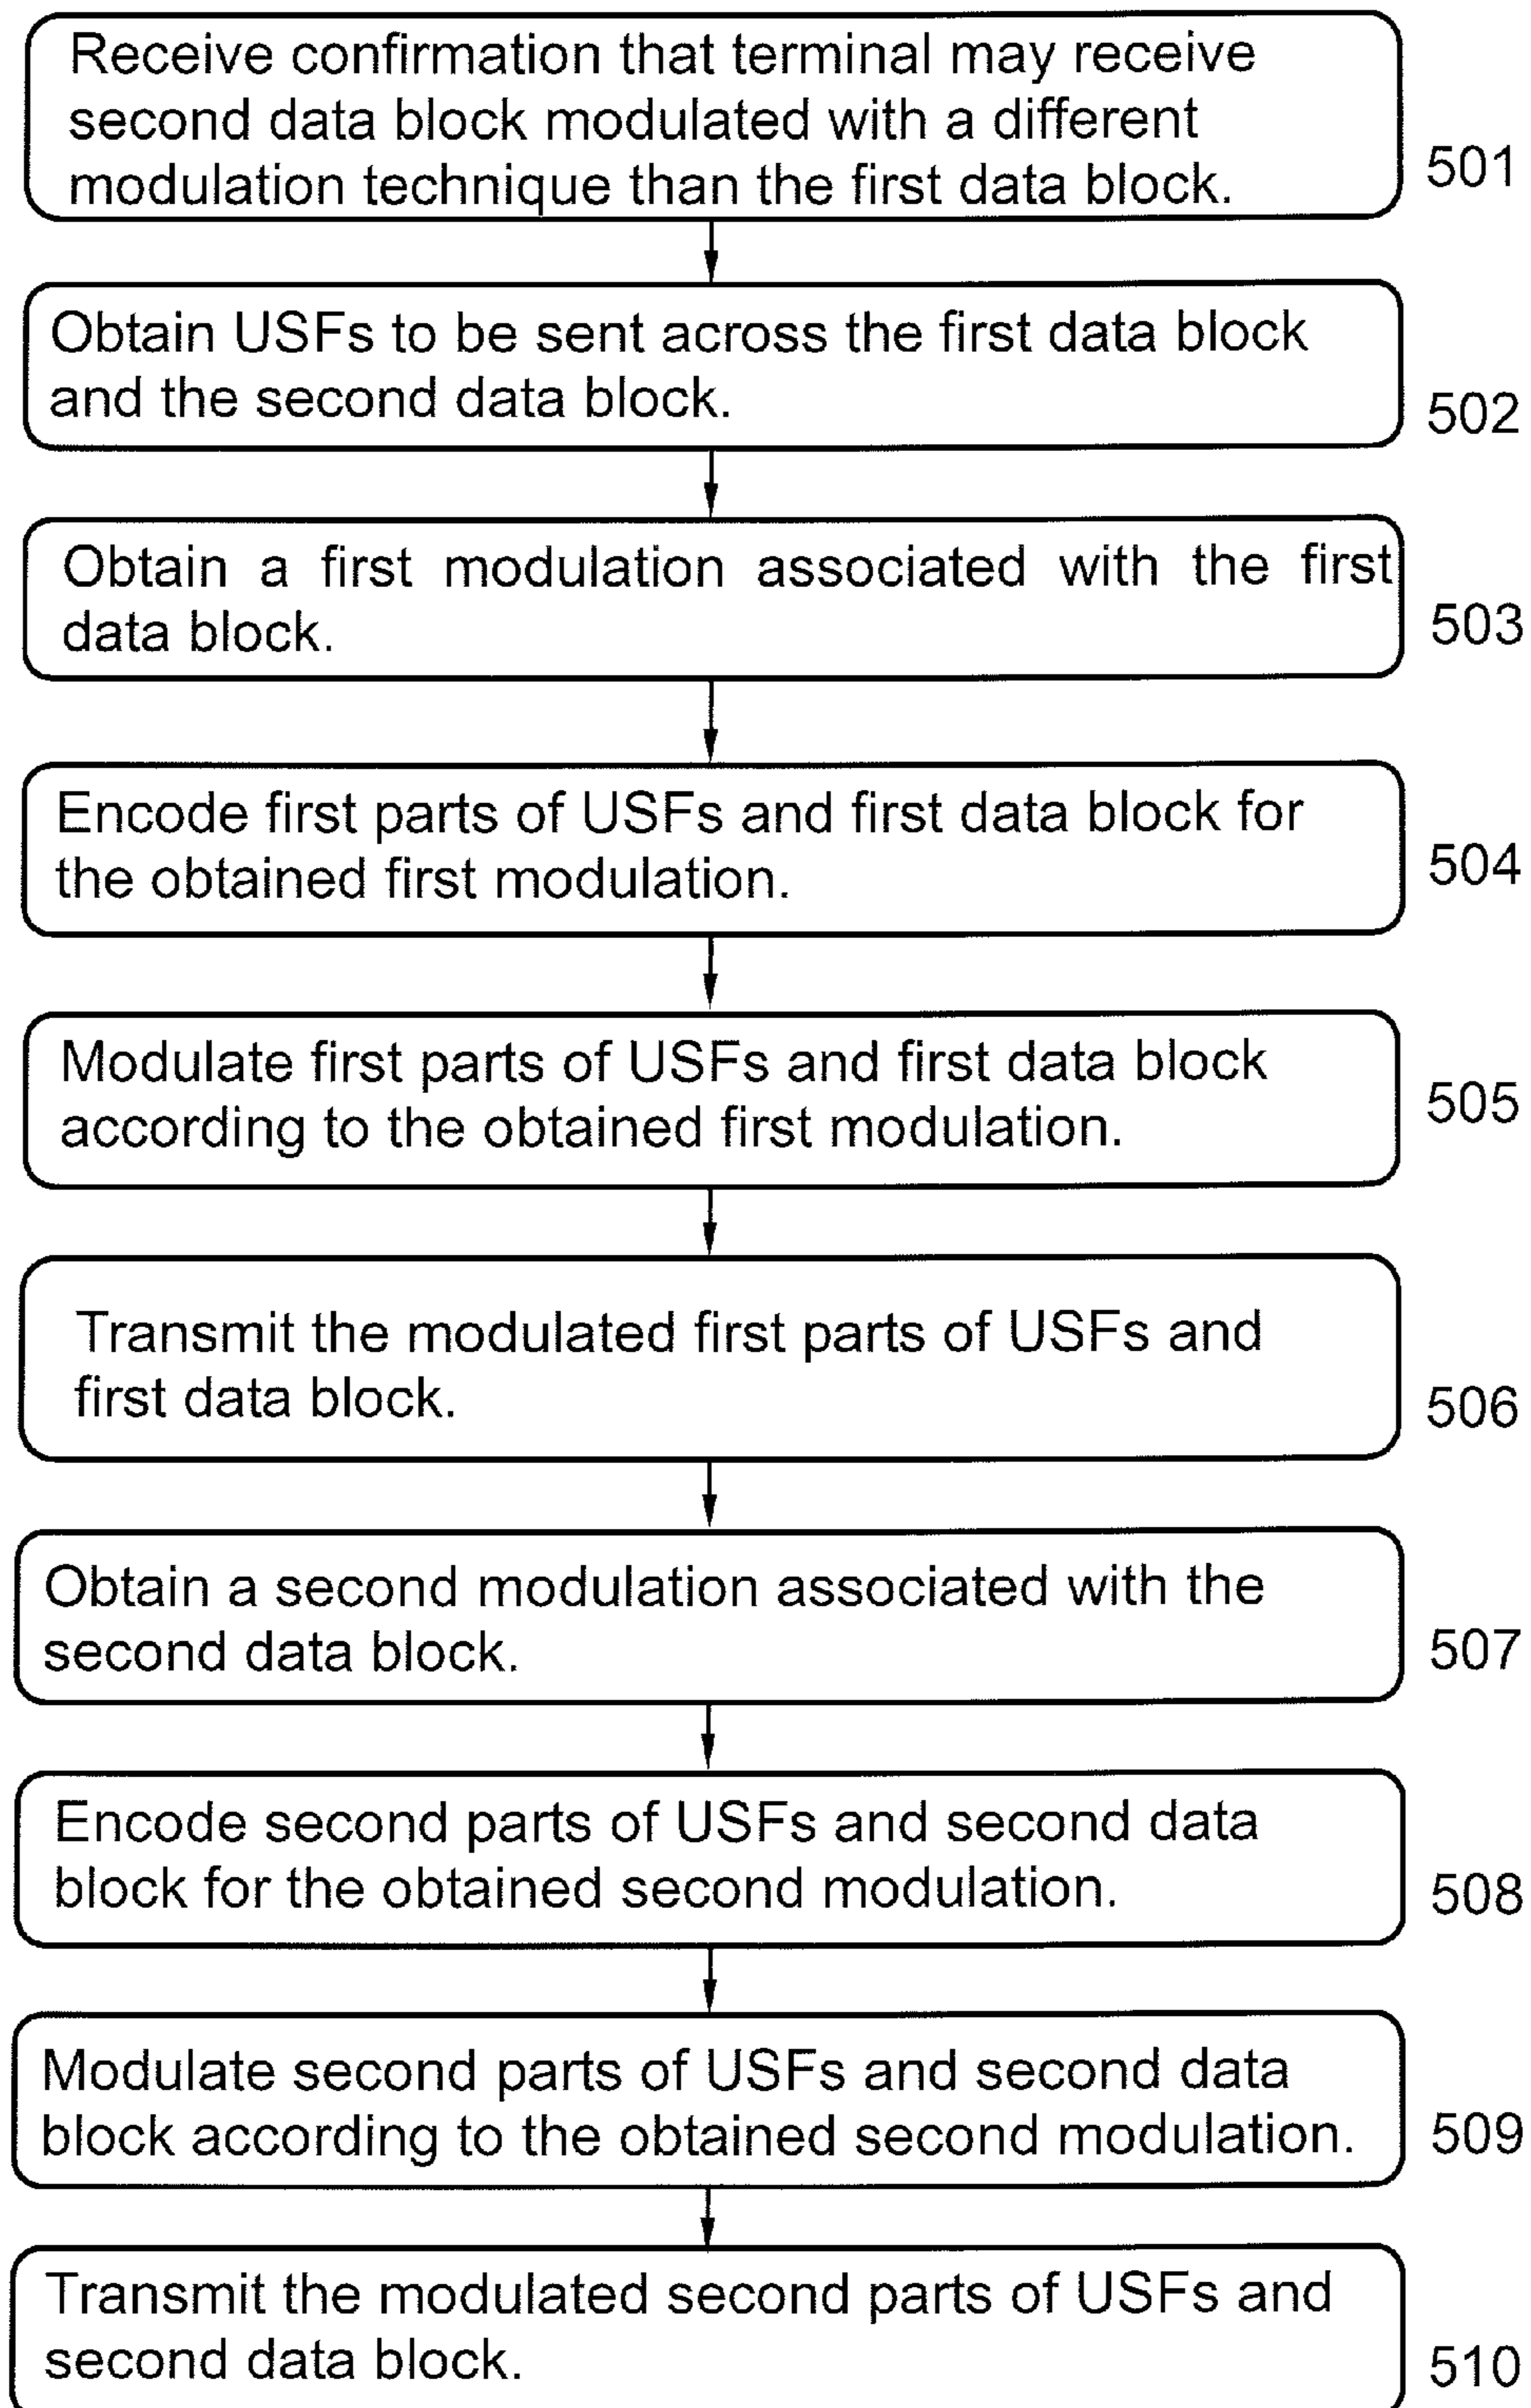 Receive confirmation that terminal may receive
second data block modulated with a different
modulation technique than the first data block.
501
Obtain USFs to be sent across the first data block
and the second data block.
502
Obtain a first modulation associated with the first
data block.
503
Encode first parts of USFs and first data block for
the obtained first modulation.
504
Modulate first parts of USFs and first data block
according to the obtained first modulation.
505
Transmit the modulated first parts of USFs and
first data block.
506
Obtain a second modulation associated with the
second data block.
507
Encode second parts of USFs and second data
block for the obtained second modulation.
508
Modulate second parts of USFs and second data
block according to the obtained second modulation.
509
Transmit the modulated second parts of USFs and
second data block.
510